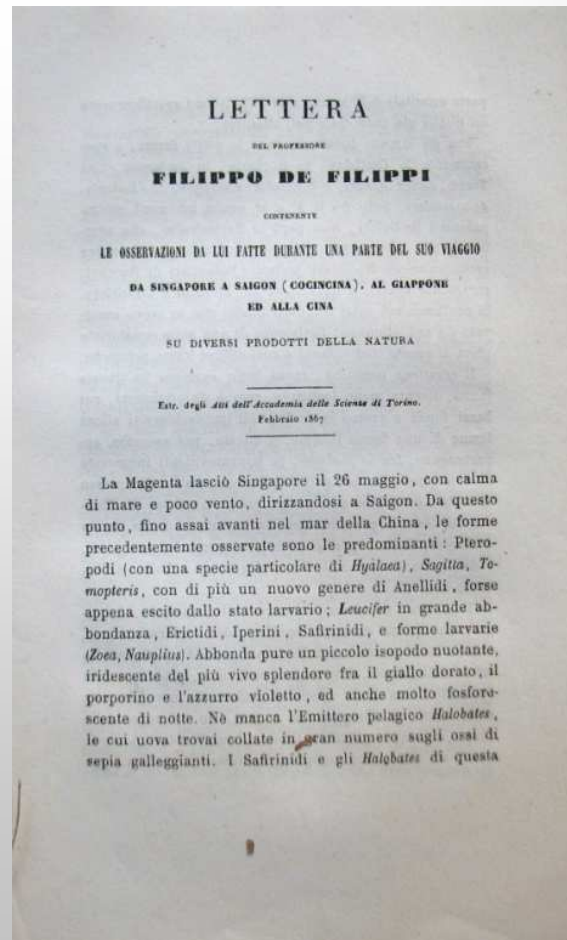 LETTERA
DEL PROFESSORE
FILIPPO DE FILIPPI
CONTENENTE
LE OSSERVAZIONI DA LUI FATTE DURANTE UNA PARTE DEL SUO VIAGGIO
DA SINGAPORE A SAIGON (COCINCINA), AL GIAPPONE
ED ALLA CINA
SU DIVERSI PRODOTTI DELLA NATURA
Estr. degli Atti dell'Accademia delle Scienze di Torino.
Febbraio 1867
La Magenta lasciò Singapore il 26 maggio, con calma
di mare e poco vento, dirizzandosi a Saigon. Da questo
punto, fino assai avanti nel mar della China, le forme
precedentemente osservate sono le predominanti: Ptero-
podi (con una specie particolare di Hyalaea), Sagitta, To-
mopteris, con di più un nuovo genere di Anellidi, forse
appena escito dallo stato larvario; Leucifer in grande ab-
bondanza, Erictidi, Iperini, Safirinidi, e forme larvarie
(Zoea, Nauplius). Abbonda pure un piccolo isopodo nuotante,
iridescente del più vivo splendore fra il giallo dorato, il
porporino e l'azzurro violetto, ed anche molto fosfore-
scente di notte. Nè manca l'Emittero pelagico Halobates,
le cui uova trovai collate in gran numero sugli ossi di
sepia galleggianti. I Safirinidi e gli Halobates di questa